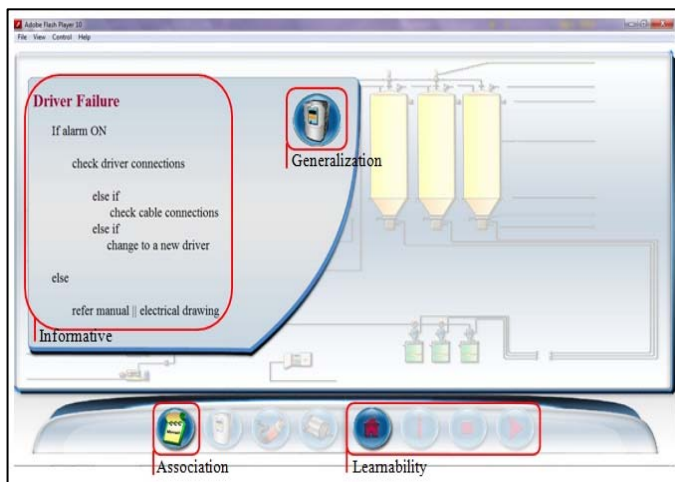 Adobe Flash Player 10
File View Control Help
Driver Failure
If alarm ON
check driver connections
else if
check cable connections
else if
change to a new driver
else
refer manual || electrical drawing
Informative
Generalization
Association
Learnability